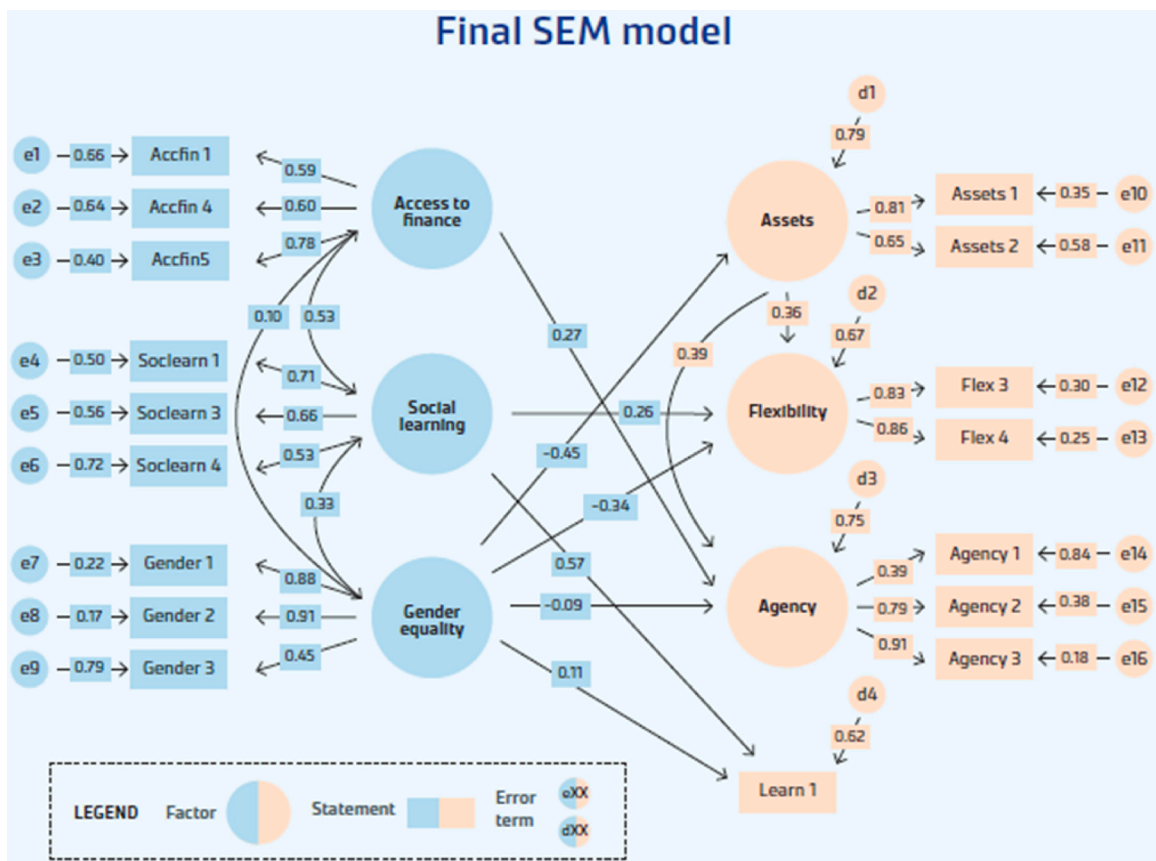 Final SEM model
d1
0.79
e1
0.66
Accfin 1
0.59
Access to
finance
Assets
0.81
Assets 1
0.35
e10
e2
0.64
Accfin 4
0.60
0.65
Assets 2
0.58
e11
e3
0.40
Accfin5
0.78
d2
0.10
0.53
0.27
0.36
0.67
0.39
e4
0.50
Soclearn 1
0.71
Social
learning
Flexibility
0.83
Flex 3
0.30
e12
e5
0.56
Soclearn 3
0.66
0.26
0.86
Flex 4
0.25
e13
e6
0.72
Soclearn 4
0.53
-0.45
d3
0.33
-0.34
0.75
e7
0.22
Gender 1
0.88
0.57
0.39
Agency 1
0.84
e14
Gender
equality
-0.09
Agency
e8
0.17
Gender 2
0.91
0.79
Agency 2
0.38
e15
e9
0.79
Gender 3
0.45
0.91
Agency 3
0.18
e16
0.11
d4
0.62
Learn 1
LEGEND
Factor
Statement
Error
term
eXX
dXX